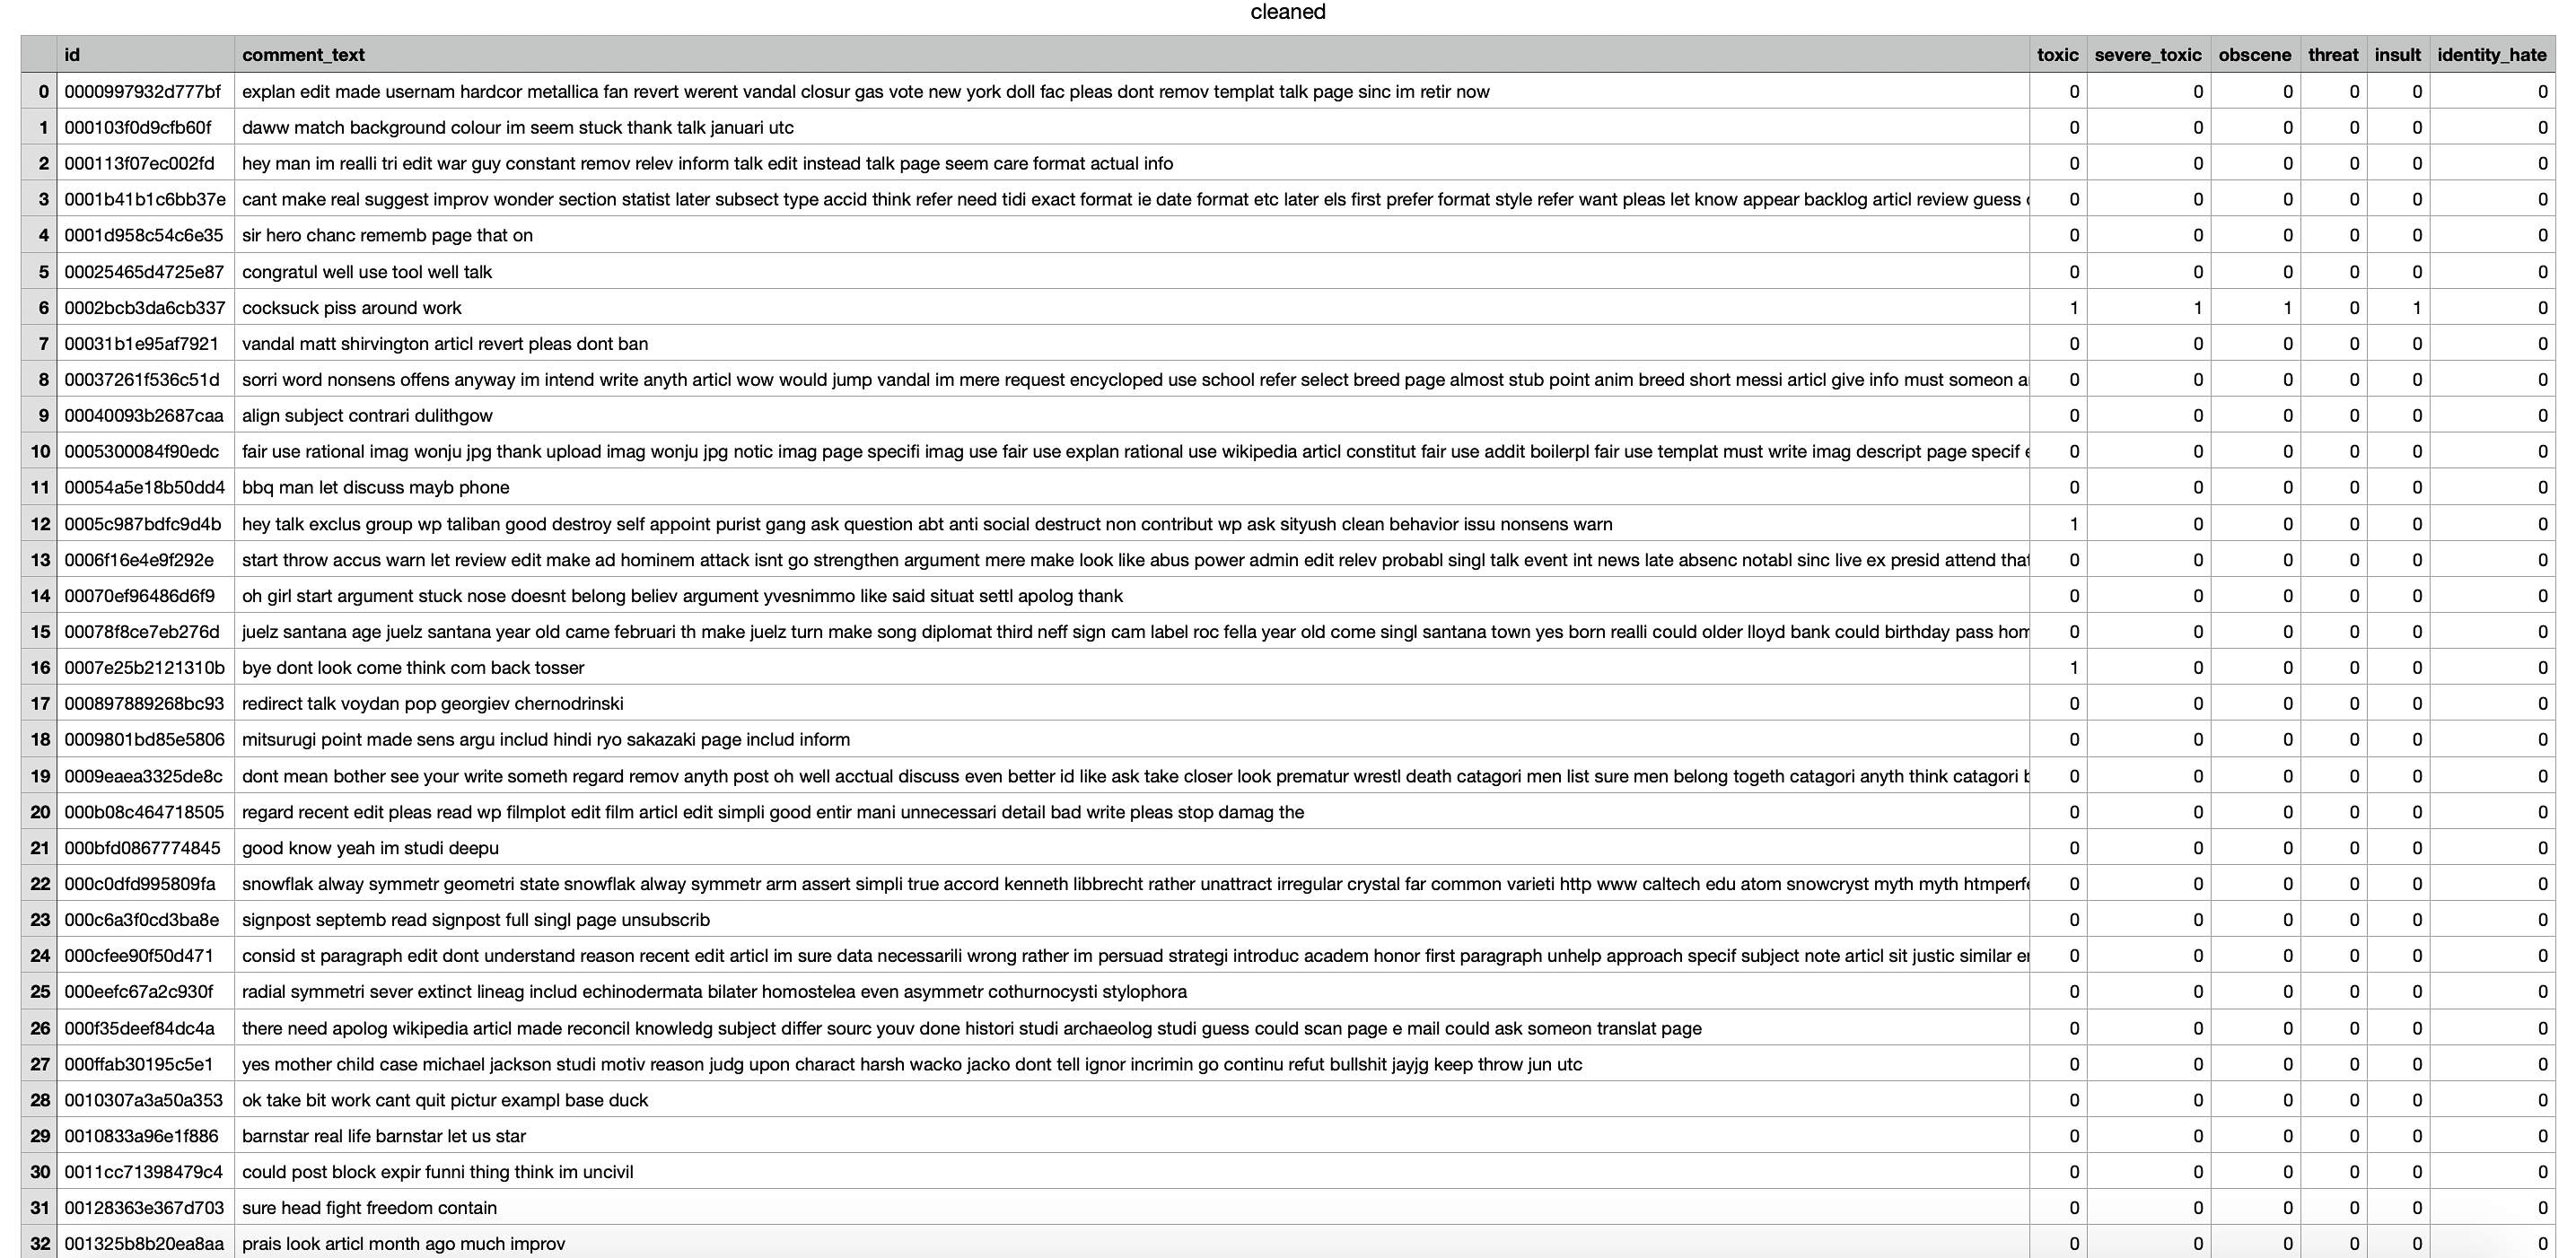 cleaned
id comment_text toxic severe_toxic obscene threat insult identity_hate
0 0000997932d777bf explan edit made usernam hardcor metallica fan revert werent vandal closur gas vote new york doll fac pleas dont remov templat talk page sinc im retir now 0 0 0 0 0 0
1 000103f0d9cfb60f daww match background colour im seem stuck thank talk januari utc 0 0 0 0 0 0
2 000113f07ec002fd hey man im realli tri edit war guy constant remov relev inform talk edit instead talk page seem care format actual info 0 0 0 0 0 0
3 0001b41b1c6bb37e cant make real suggest improv wonder section statist later subsect type accid think refer need tidi exact format ie date format etc later els first prefer format style refer want pleas let know appear backlog articl review guess 0 0 0 0 0 0
4 0001d958c54c6e35 sir hero chanc rememb page that on 0 0 0 0 0 0
5 00025465d4725e87 congratul well use tool well talk 0 0 0 0 0 0
6 0002bcb3da6cb337 cocksuck piss around work 1 1 1 0 1 0
7 00031b1e95af7921 vandal matt shirvington articl revert pleas dont ban 0 0 0 0 0 0
8 00037261f536c51d sorri word nonsens offens anyway im intend write anyth articl wow would jump vandal im mere request encycloped use school refer select breed page almost stub point anim breed short messi articl give info must someon a 0 0 0 0 0 0
9 00040093b2687caa align subject contrari dulithgow 0 0 0 0 0 0
10 0005300084f90edc fair use rational imag wonju jpg thank upload imag wonju jpg notic imag page specifi imag use fair use explan rational use wikipedia articl constitut fair use addit boilerpl fair use templat must write imag descript page specif 0 0 0 0 0 0
11 00054a5e18b50dd4 bbq man let discuss mayb phone 0 0 0 0 0 0
12 0005c987bdfc9d4b hey talk exclus group wp taliban good destroy self appoint purist gang ask question abt anti social destruct non contribut wp ask sityush clean behavior issu nonsens warn 1 0 0 0 0 0
13 0006f16e4e9f292e start throw accus warn let review edit make ad hominem attack isnt go strengthen argument mere make look like abus power admin edit relev probabl singl talk event int news late absenc notabl sinc live ex presid attend that 0 0 0 0 0 0
14 00070ef96486d6f9 oh girl start argument stuck nose doesnt belong believ argument yvesnimmo like said situat settl apolog thank 0 0 0 0 0 0
15 00078f8ce7eb276d juelz santana age juelz santana year old came februari th make juelz turn make song diplomat third neff sign cam label roc fella year old come singl santana town yes born realli could older lloyd bank could birthday pass hom 0 0 0 0 0 0
16 0007e25b2121310b bye dont look come think com back tosser 1 0 0 0 0 0
17 000897889268bc93 redirect talk voydan pop georgiev chernodrinski 0 0 0 0 0 0
18 0009801bd85e5806 mitsurugi point made sens argu includ hindi ryo sakazaki page includ inform 0 0 0 0 0 0
19 0009eaea3325de8c dont mean bother see your write someth regard remov anyth post oh well acctual discuss even better id like ask take closer look prematur wrestl death catagori men list sure men belong togeth catagori anyth think catagori 0 0 0 0 0 0
20 000b08c464718505 regard recent edit pleas read wp filmplot edit film articl edit simpli good entir mani unnecessari detail bad write pleas stop damag the 0 0 0 0 0 0
21 000bfd0867774845 good know yeah im studi deepu 0 0 0 0 0 0
22 000c0dfd995809fa snowflak alway symmetr geometri state snowflak alway symmetr arm assert simpli true accord kenneth libbrecht rather unattract irregular crystal far common varieti http www caltech edu atom snowcryst myth myth htmperf 0 0 0 0 0 0
23 000c6a3f0cd3ba8e signpost septemb read signpost full singl page unsubscrib 0 0 0 0 0 0
24 000cfee90f50d471 consid st paragraph edit dont understand reason recent edit articl im sure data necessarili wrong rather im persuad strategi introduc academ honor first paragraph unhelp approach specif subject note articl sit justic similar 0 0 0 0 0 0
25 000eefc67a2c930f radial symmetri sever extinct lineag includ echinodermata bilater homostelea even asymmetr cothurnocysti stylophora 0 0 0 0 0 0
26 000f35deef84dc4a there need apolog wikipedia articl made reconcil knowledg subject differ sourc youv done histori studi archaeolog studi guess could scan page e mail could ask someon translat page 0 0 0 0 0 0
27 000ffab30195c5e1 yes mother child case michael jackson studi motiv reason judg upon charact harsh wacko jacko dont tell ignor incrimin go continu refut bullshit jayjg keep throw jun utc 0 0 0 0 0 0
28 0010307a3a50a353 ok take bit work cant quit pictur exampl base duck 0 0 0 0 0 0
29 0010833a96e1f886 barnstar real life barnstar let us star 0 0 0 0 0 0
30 0011cc71398479c4 could post block expir funni thing think im uncivil 0 0 0 0 0 0
31 00128363e367d703 sure head fight freedom contain 0 0 0 0 0 0
32 001325b8b20ea8aa prais look articl month ago much improv 0 0 0 0 0 0